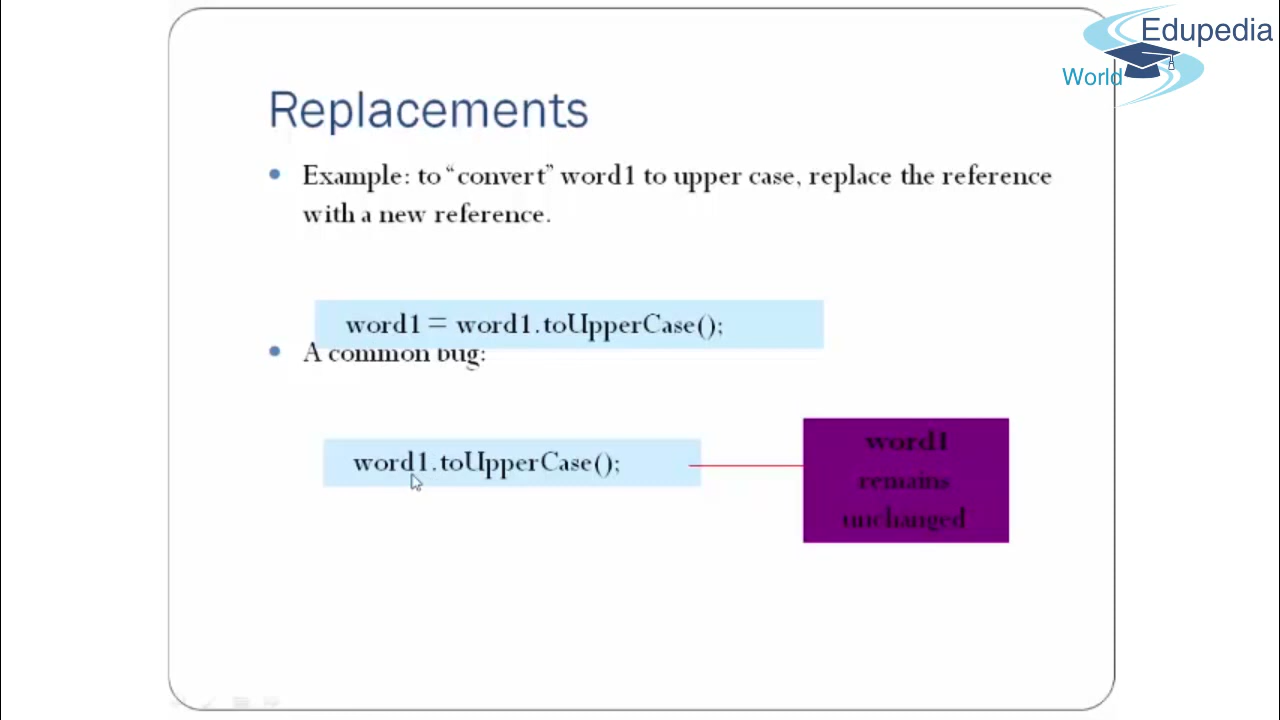 Edupedia
World
Replacements
• Example: to “convert” word1 to upper case, replace the reference
with a new reference.
word1 = word1.toUpperCase();
• A common bug:
word1.toUpperCase();
word1
remains
unchanged